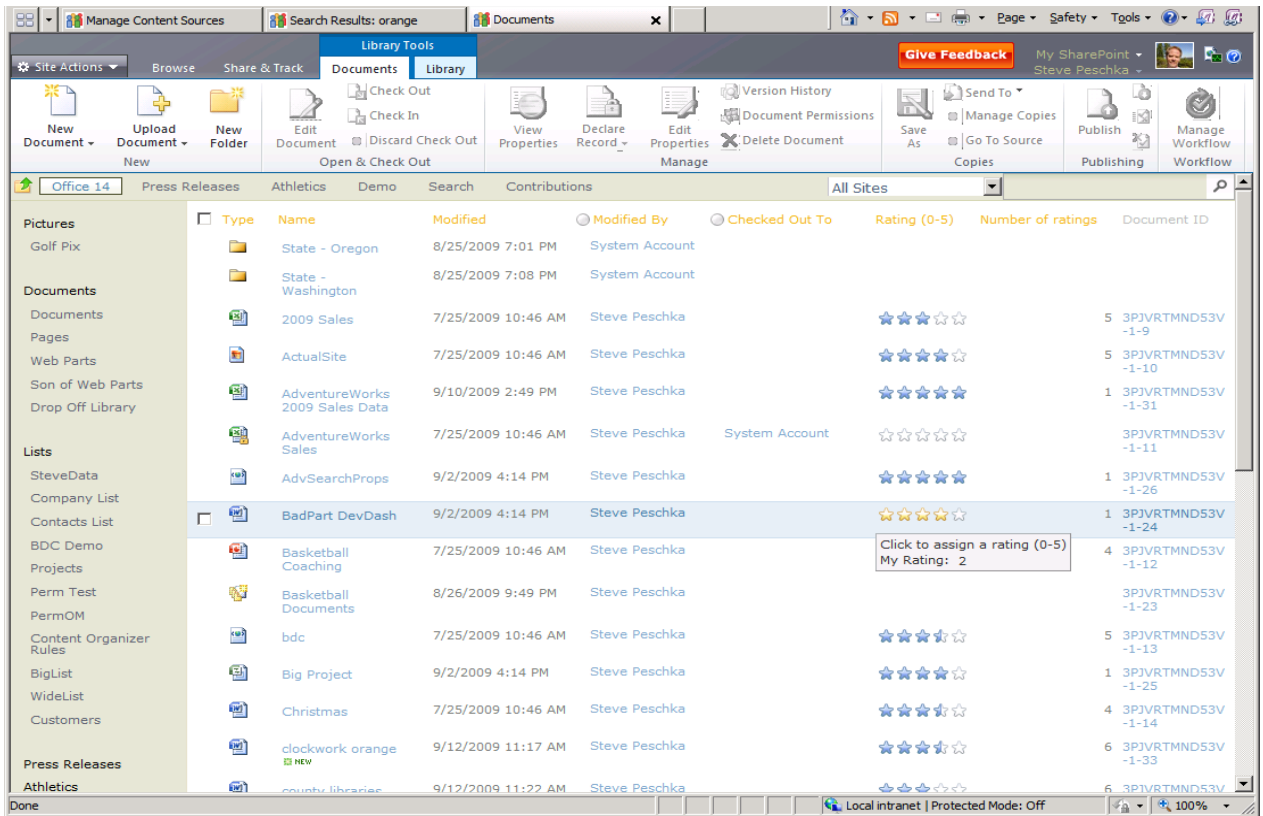 Manage Content Sources
Search Results: orange
Documents
x
Page
Safety
Tools
Library Tools
Give Feedback
My SharePoint
Steve Peschka
Site Actions
Browse
Share & Track
Documents
Library
New Document
Upload Document
New Folder
New
Edit Document
Check Out
Check In
Discard Check Out
Open & Check Out
View Properties
Declare Record
Edit Properties
Version History
Document Permissions
Delete Document
Manage
Save As
Send To
Manage Copies
Go To Source
Copies
Publish
Publishing
Manage Workflow
Workflow
Office 14
Press Releases
Athletics
Demo
Search
Contributions
All Sites
Pictures
Golf Pix
Documents
Documents
Pages
Web Parts
Son of Web Parts
Drop Off Library
Lists
SteveData
Company List
Contacts List
BDC Demo
Projects
Perm Test
PermOM
Content Organizer
Rules
BigList
WideList
Customers
Press Releases
Athletics
Type Name Modified Modified By Checked Out To Rating (0-5) Number of ratings Document ID
State - Oregon 8/25/2009 7:01 PM System Account
State - 8/25/2009 7:08 PM System Account
Washington
2009 Sales 7/25/2009 10:46 AM Steve Peschka 5 3PJVRTMND53V
-1-9
ActualSite 7/25/2009 10:46 AM Steve Peschka 5 3PJVRTMND53V
-1-10
AdventureWorks 9/10/2009 2:49 PM Steve Peschka 1 3PJVRTMND53V
2009 Sales Data -1-31
AdventureWorks 7/25/2009 10:46 AM Steve Peschka System Account 3PJVRTMND53V
Sales -1-11
AdvSearchProps 9/2/2009 4:14 PM Steve Peschka 1 3PJVRTMND53V
-1-26
BadPart DevDash 9/2/2009 4:14 PM Steve Peschka 1 3PJVRTMND53V
-1-24
Click to assign a rating (0-5)
My Rating: 2
Basketball 7/25/2009 10:46 AM Steve Peschka 4 3PJVRTMND53V
Coaching -1-12
Basketball 8/26/2009 9:49 PM Steve Peschka 3PJVRTMND53V
Documents -1-23
bdc 7/25/2009 10:46 AM Steve Peschka 5 3PJVRTMND53V
-1-13
Big Project 9/2/2009 4:14 PM Steve Peschka 1 3PJVRTMND53V
-1-25
Christmas 7/25/2009 10:46 AM Steve Peschka 4 3PJVRTMND53V
-1-14
clockwork orange 9/12/2009 11:17 AM Steve Peschka 6 3PJVRTMND53V
NEW -1-33
county libraries 9/12/2009 11:22 AM Steve Peschka 6 3PJVRTMND53V
Done
Local intranet | Protected Mode: Off
100%